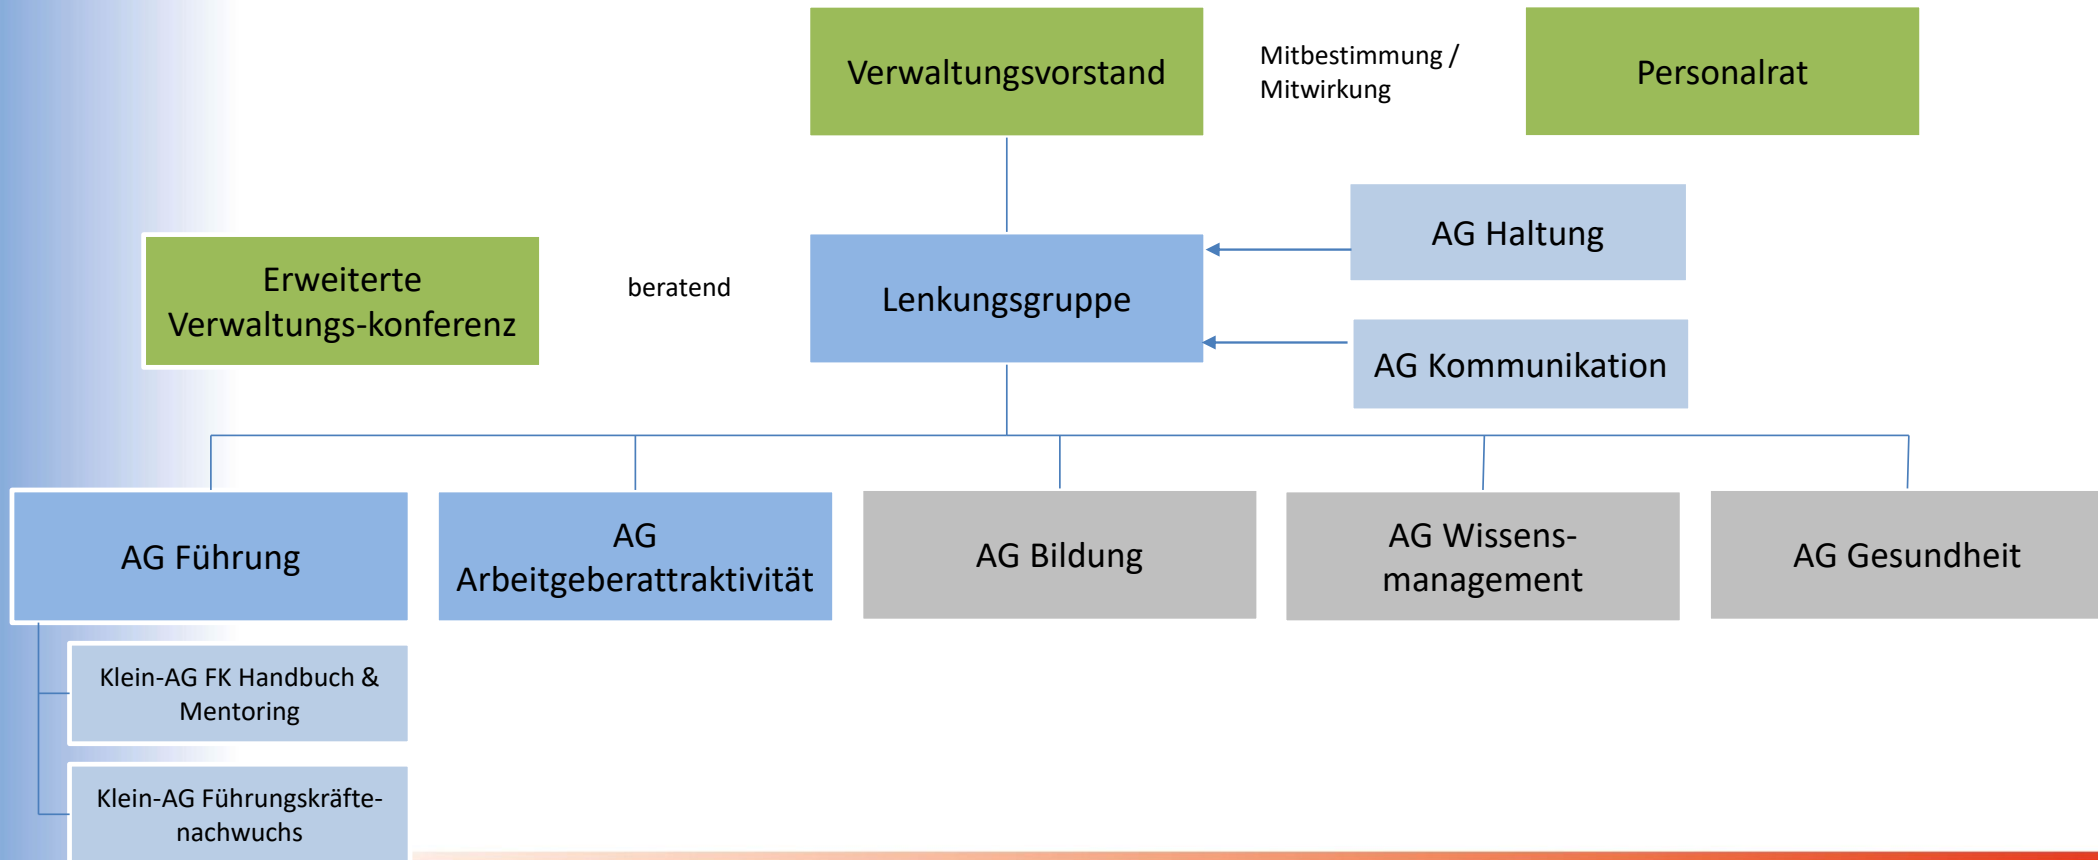 Verwaltungsvorstand
Mitbestimmung /
Mitwirkung
Personalrat
AG Haltung
Erweiterte
Verwaltungs-konferenz
beratend
Lenkungsgruppe
AG Kommunikation
AG Führung
AG
Arbeitgeberattraktivität
AG Bildung
AG Wissens-
management
AG Gesundheit
Klein-AG FK Handbuch &
Mentoring
Klein-AG Führungskräfte-
nachwuchs